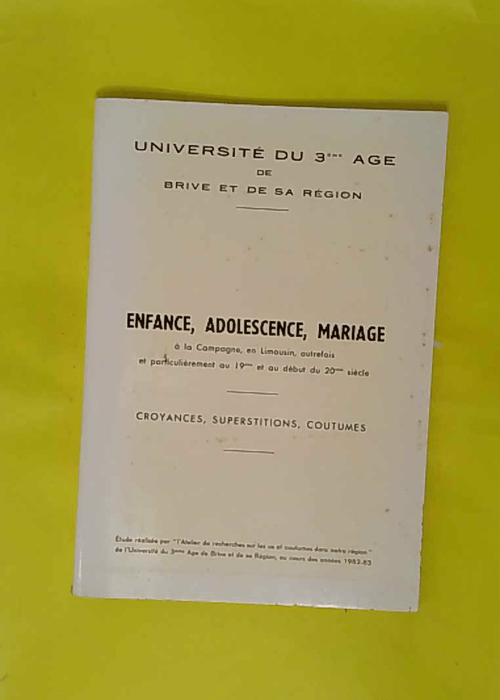 UNIVERSITÉ DU 3ème AGE
DE
BRIVE ET DE SA RÉGION
ENFANCE, ADOLESCENCE, MARIAGE
à la Campagne, en Limousin, autrefois
et particulièrement au 19me et au début du 20me siècle
CROYANCES, SUPERSTITIONS, COUTUMES
Étude réalisée par "l'Atelier de recherches sur les us et coutumes dans notre région"
de l'Université du 3ème Age de Brive et de sa Région, au cours des années 1982-83